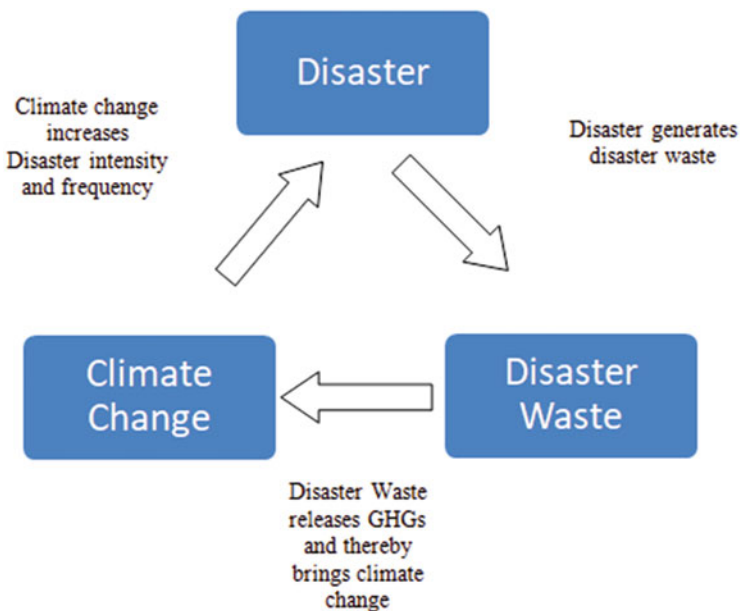 Disaster
Climate change
increases
Disaster intensity
and frequency
Disaster generates
disaster waste
Climate
Change
Disaster
Waste
Disaster Waste
releases GHGs
and thereby
brings climate
change